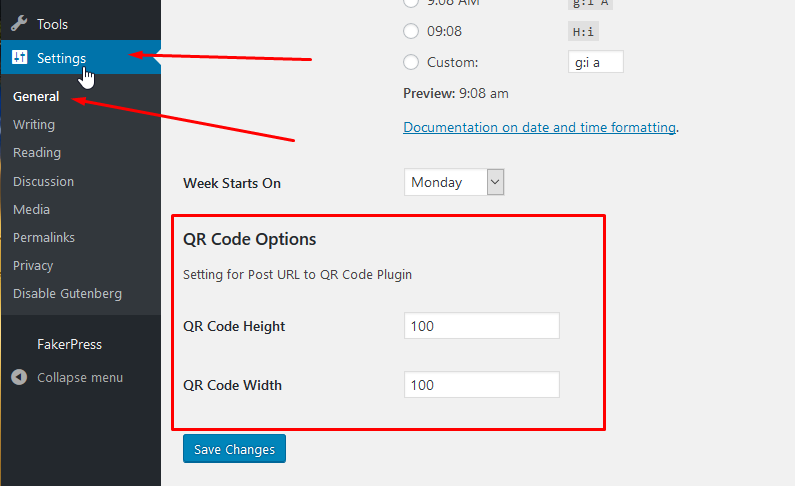 Tools
Settings
General
Writing
Reading
Discussion
Media
Permalinks
Privacy
Disable Gutenberg
FakerPress
Collapse menu
9:08 AM g:i A
09:08 H:i
Custom: g:i a
Preview: 9:08 am
Documentation on date and time formatting.
Week Starts On Monday
QR Code Options
Setting for Post URL to QR Code Plugin
QR Code Height 100
QR Code Width 100
Save Changes